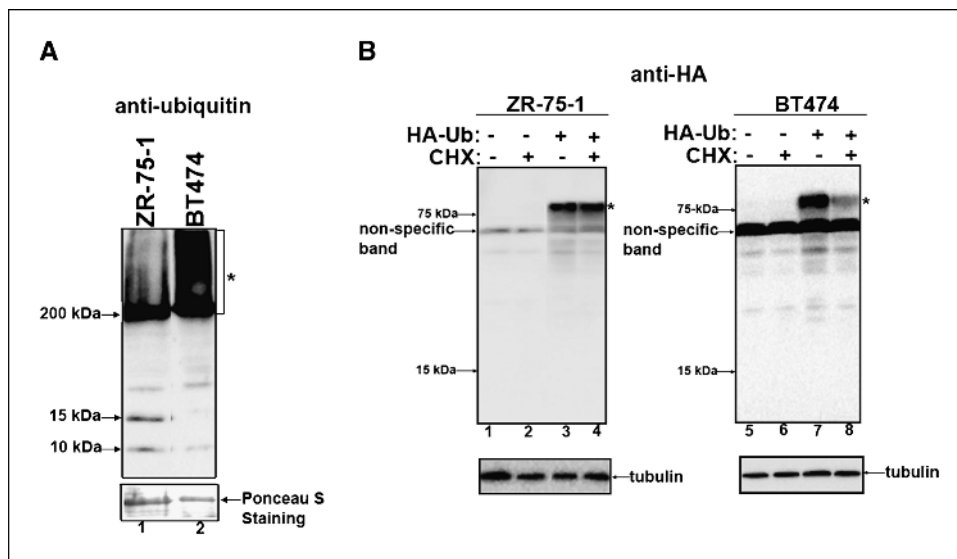 A
anti-ubiquitin
ZR-75-1
BT474
*
200 kDa
15 kDa
10 kDa
Ponceau S
Staining
1 2
B
anti-HA
ZR-75-1
HA-Ub: - - + +
CHX: - + - +
75 kDa
*
non-specific
band
15 kDa
1 2 3 4
tubulin
BT474
HA-Ub: - - + +
CHX: - + - +
75-kDa
*
non-specific
band
15 kDa
5 6 7 8
tubulin